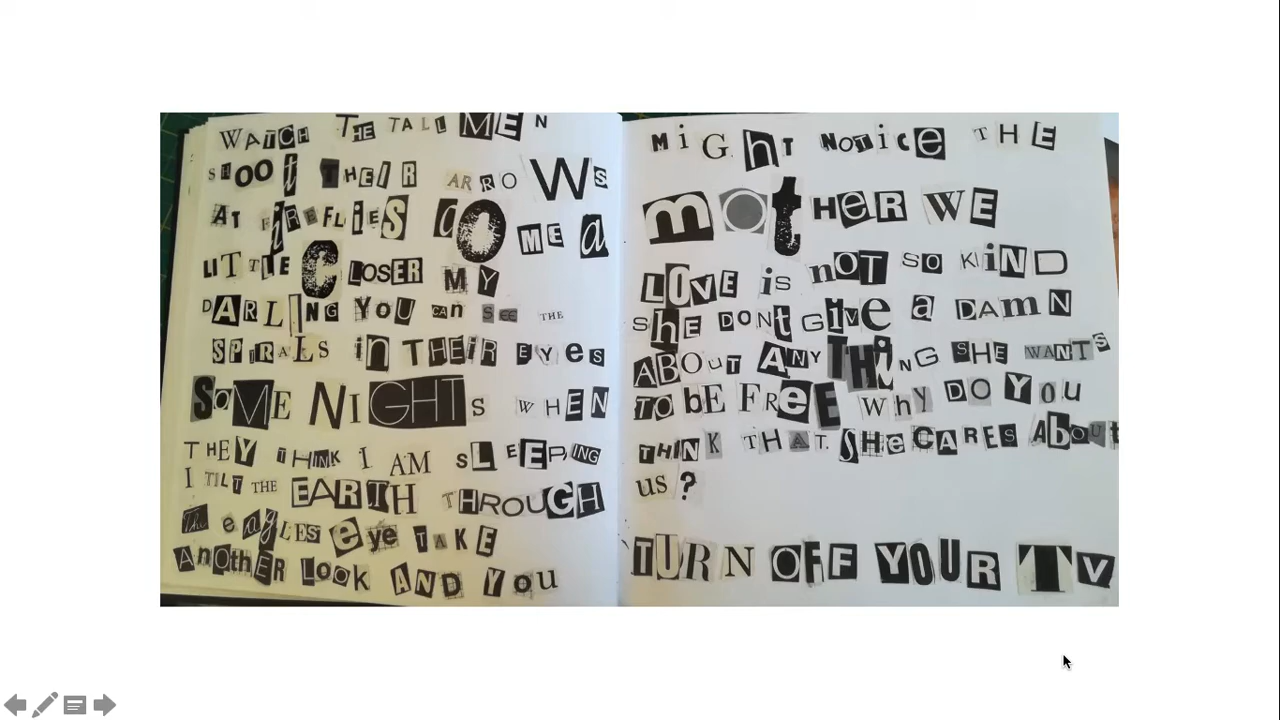 WATCH THE TALL MEN
SHOOt THEIR ARROWs
AT fiREFLiES cOME a
LITTLE CLOSER MY
DARLING YOU can SEE THE
SPIRALS in THEiR EYes
SOME NIGHTS WHEN
THEY THINK I AM SLEEPING
I TILT THE EARTH THROUGH
The eagLES eye TAKE
AnOthER LooK AND You
MiGhT NOTicE THE
motHeR WE
LOVE is nOT SO KiND
she DONt GiVe a DAMN
ABOuT ANY THiNG SHE WANTS
TO bE FReE Why DO YOu
THINK THAT SHe CARES About
us ?
TURN OFF YOUR TV